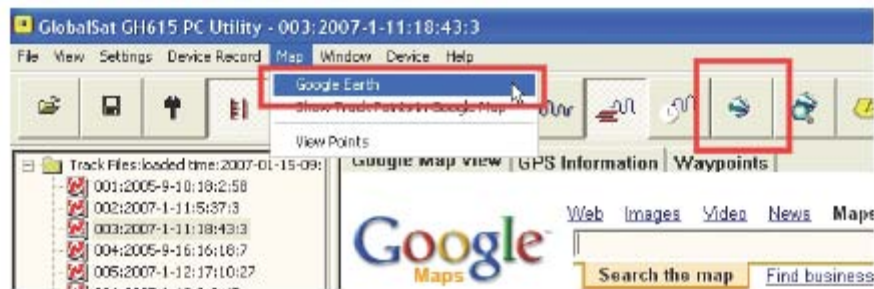 GlobalSat GH615 PC Utility - 003:2007-1-11:18:43:3
File View Settings Device Record Map Window Device Help
Google Earth
Show Track Points in Google Map
View Points
Track Files:loaded time:2007-01-15-09:
Google Map View GPS Information Waypoints
001:2005-9-10:18:2:58
002:2007-1-11:5:37:3
003:2007-1-11:18:43:3
004:2005-9-16:16:18:7
005:2007-1-12:17:10:27
Google
Maps
Web Images Video News Maps
Search the map Find business